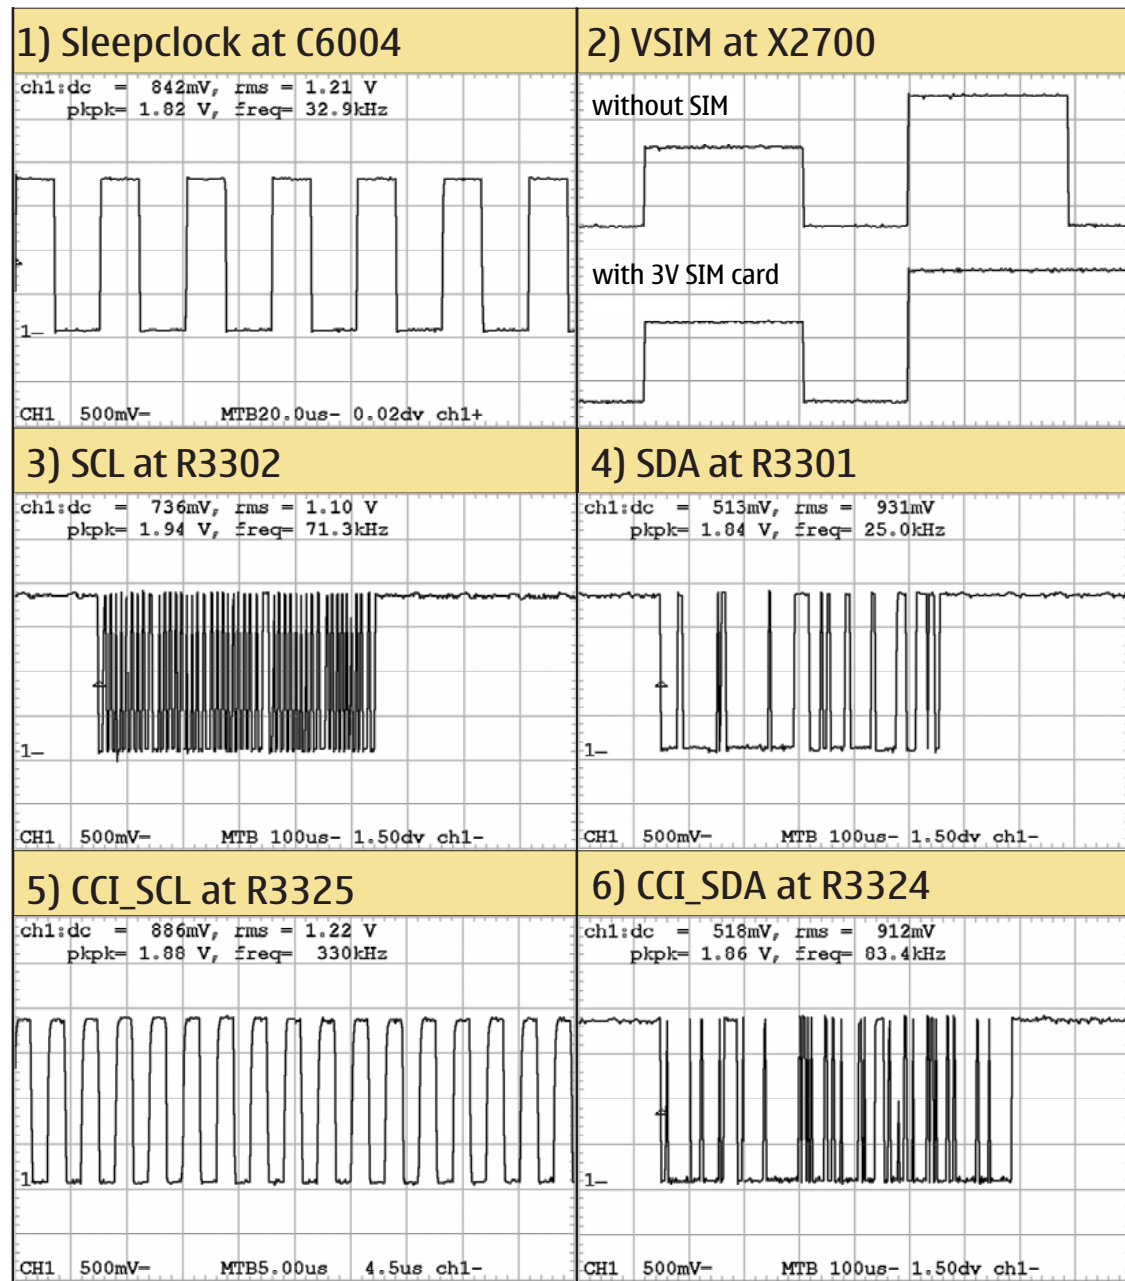 1) Sleepclock at C6004
ch1:dc = 842mV, rms = 1.21 V
pkpk= 1.82 V, freq= 32.9kHz
1-
CH1 500mV= MTB20.0us- 0.02dv ch1+
2) VSIM at X2700
without SIM
with 3V SIM card
3) SCL at R3302
ch1:dc = 736mV, rms = 1.10 V
pkpk= 1.94 V, freq= 71.3kHz
1-
CH1 500mV= MTB 100us- 1.50dv ch1-
4) SDA at R3301
ch1:dc = 513mV, rms = 931mV
pkpk= 1.84 V, freq= 25.0kHz
1-
CH1 500mV= MTB 100us- 1.50dv ch1-
5) CCI_SCL at R3325
ch1:dc = 886mV, rms = 1.22 V
pkpk= 1.88 V, freq= 330kHz
1-
CH1 500mV= MTB5.00us 4.5us ch1-
6) CCI_SDA at R3324
ch1:dc = 518mV, rms = 912mV
pkpk= 1.86 V, freq= 83.4kHz
1-
CH1 500mV= MTB 100us- 1.50dv ch1-